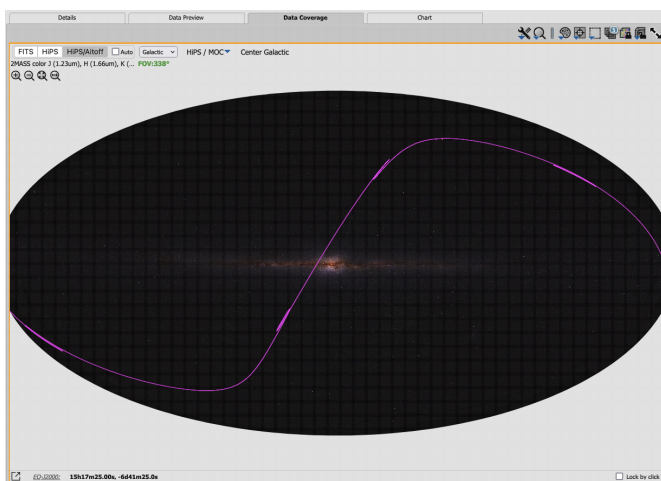 Details Data Preview Data Coverage Chart
FITS HiPS HiPS/Aitoff Auto Galactic HiPS / MOC Center Galactic
2MASS color J (1.23um), H (1.66um), K (... FOV:338°
EQ-J2000: 15h17m25.00s, -6d41m25.0s Lock by click